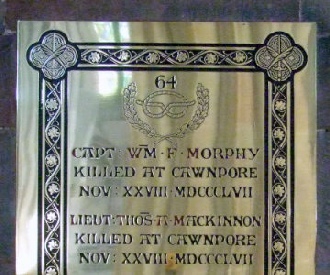 64
CAPT: WM·F·MORPHY
KILLED AT CAWNPORE
NOV: XXVIII·MDCCCLVII
LIEUT: THOS·A·MACKINNON
KILLED AT CAWNPORE
NOV: XXVIII·MDCCCLVII